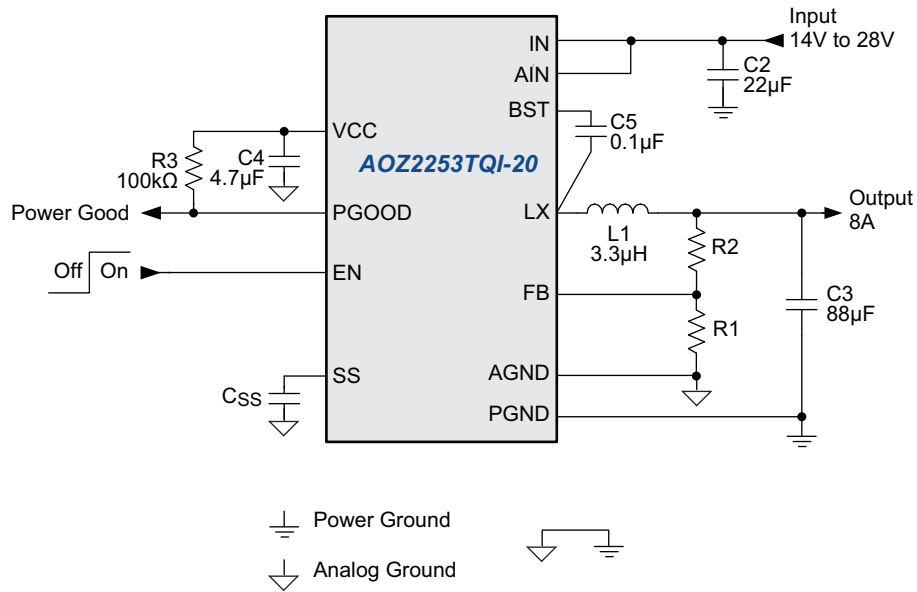 Input
14V to 28V
IN
AIN
C2
22µF
BST
C5
0.1µF
VCC
R3
100kΩ
C4
4.7µF
AOZ2253TQI-20
Power Good
PGOOD
LX
L1
3.3µH
Output
8A
R2
Off
On
EN
FB
R1
C3
88µF
SS
CSS
AGND
PGND
Power Ground
Analog Ground